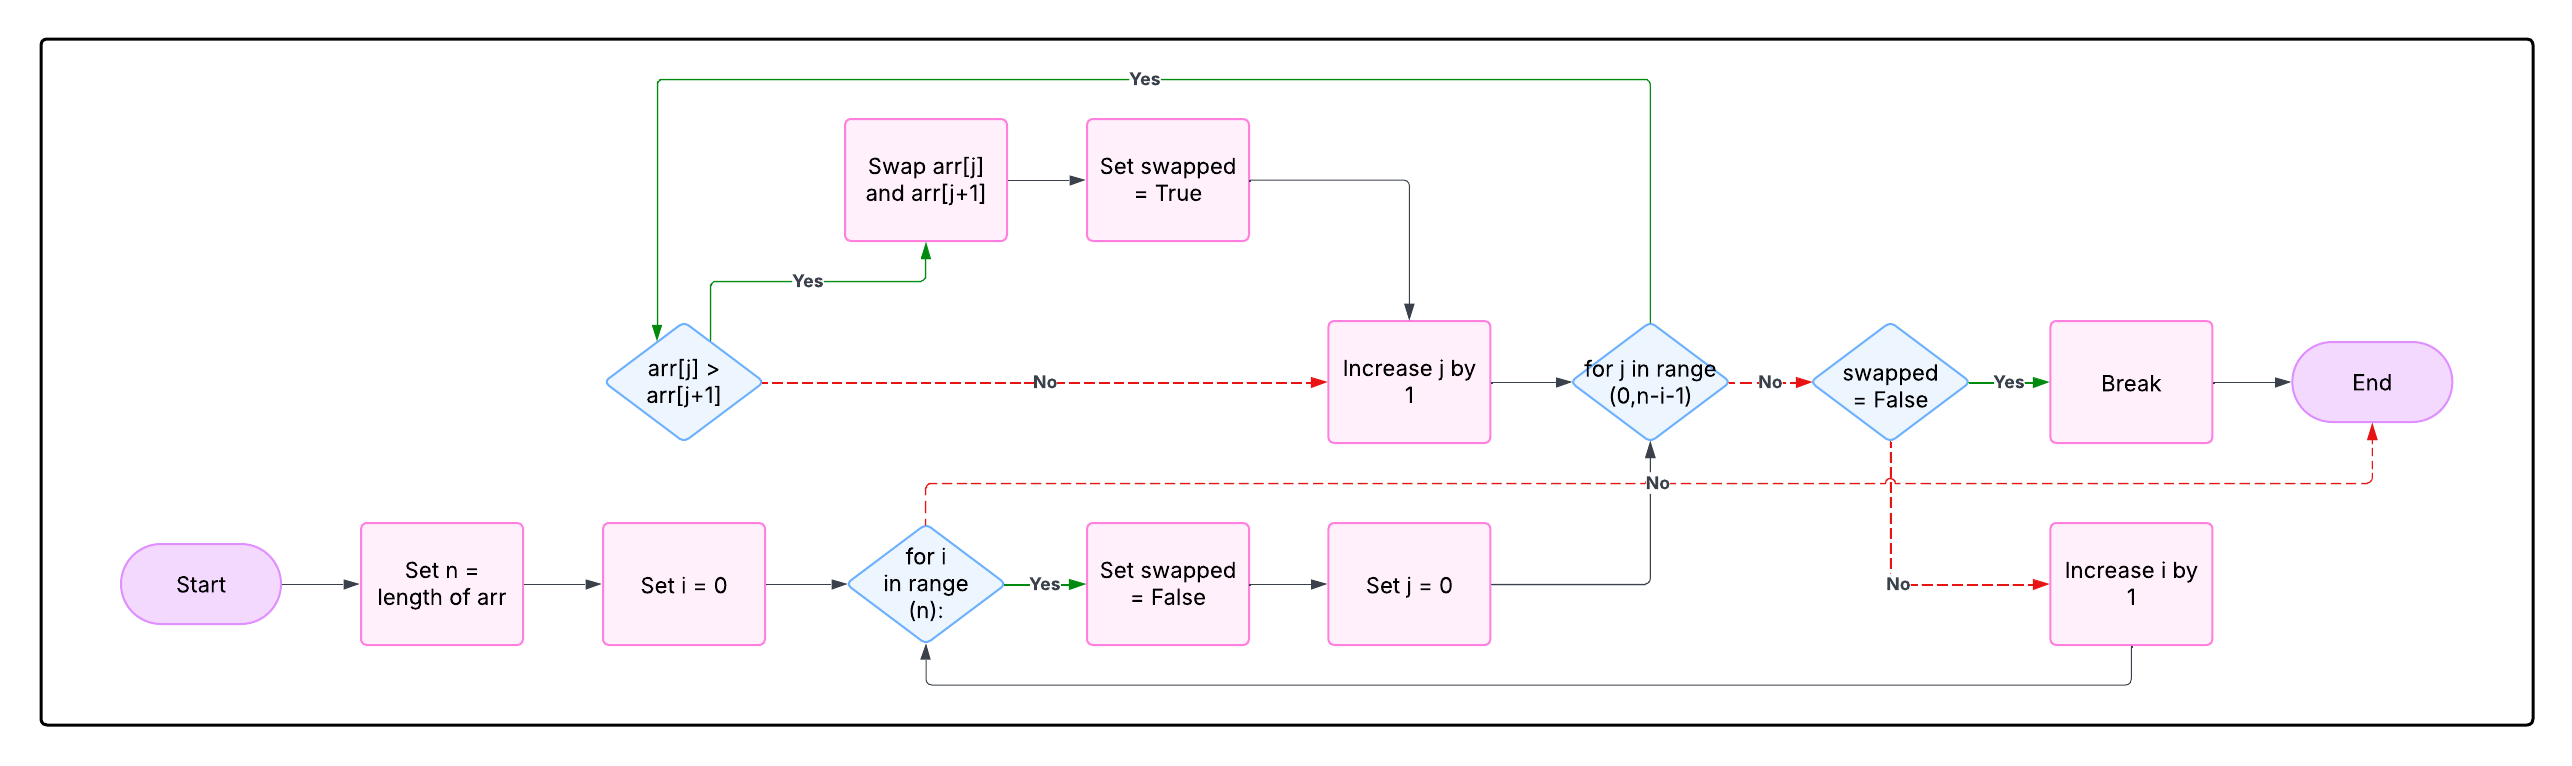 Yes
Swap arr[j]
and arr[j+1]
Set swapped
= True
Yes
arr[j] >
arr[j+1]
No
Increase j by
1
for j in range
(0,n-i-1)
No
swapped
= False
Yes
Break
End
No
Start
Set n =
length of arr
Set i = 0
for i
in range
(n):
Yes
Set swapped
= False
Set j = 0
No
Increase i by
1